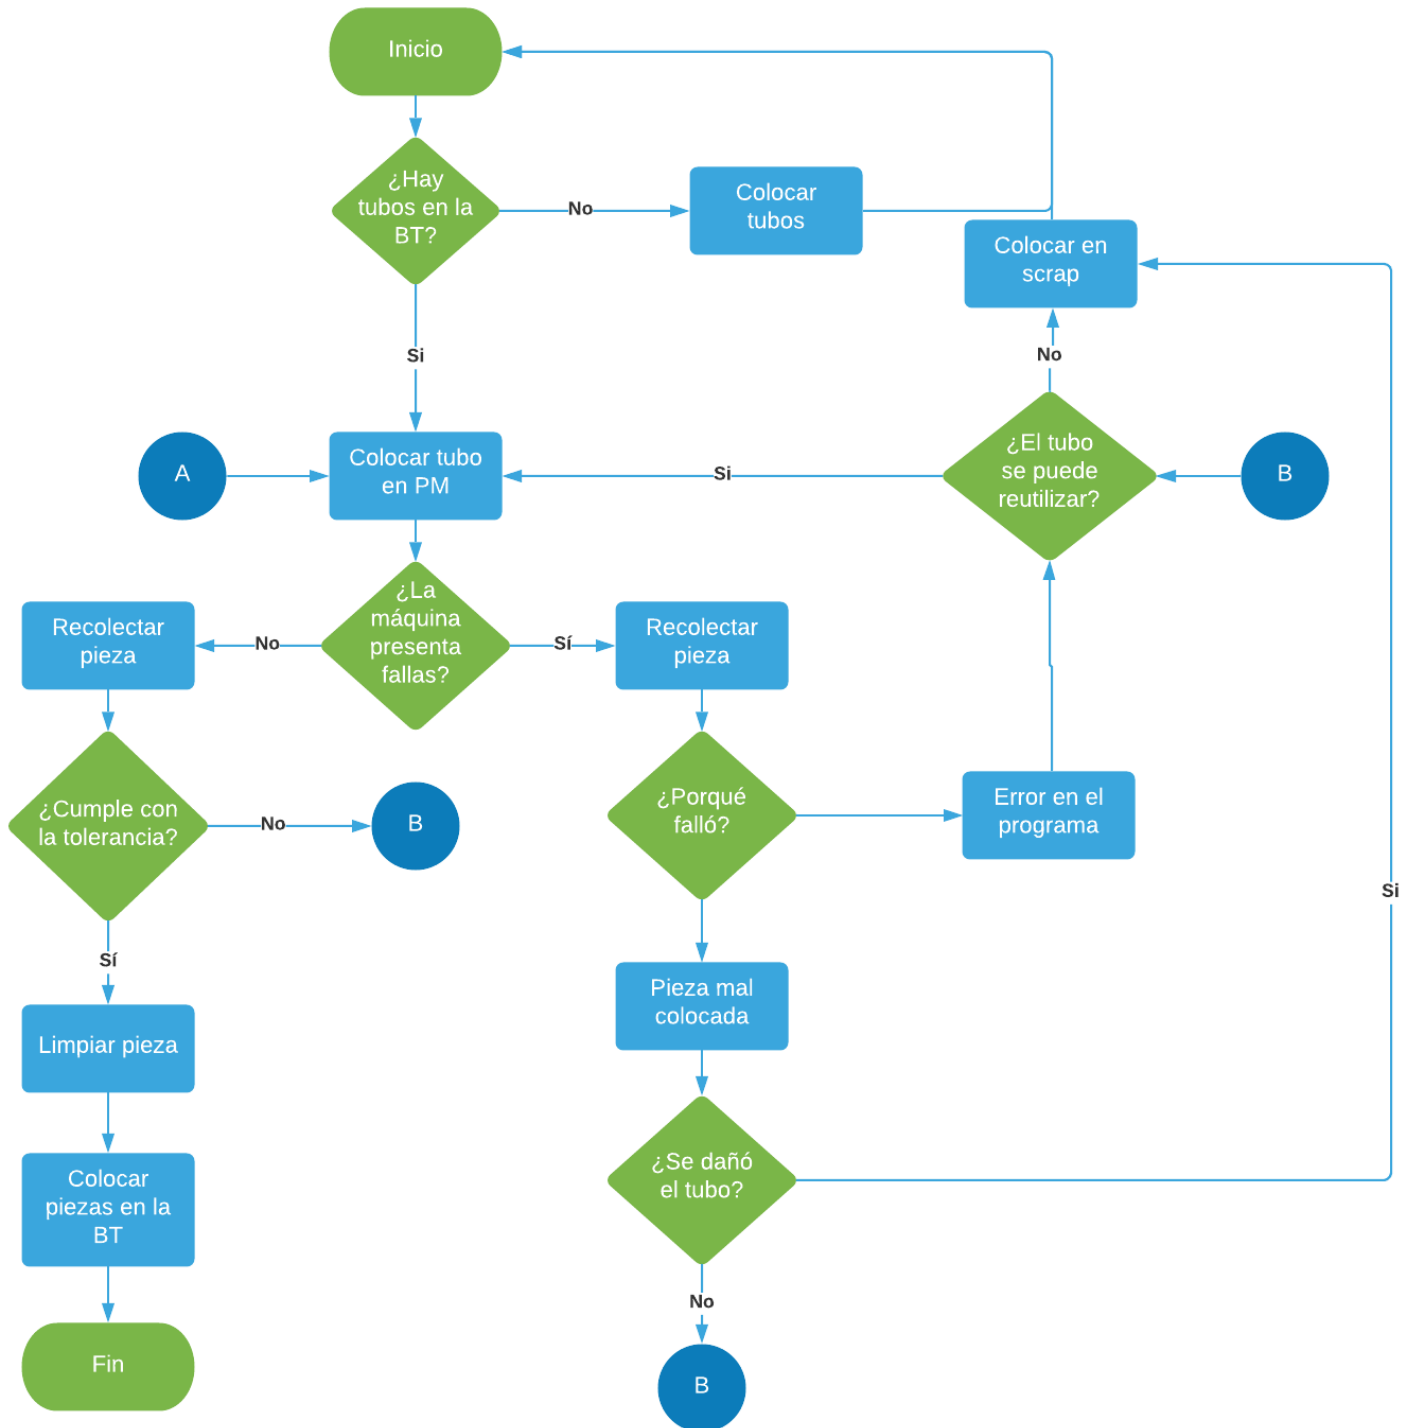 Inicio
¿Hay
tubos en la
BT?
No
Colocar
tubos
Colocar en
scrap
Si
No
A
Colocar tubo
en PM
Si
¿El tubo
se puede
reutilizar?
B
Recolectar
pieza
No
¿La
máquina
presenta
fallas?
Sí
Recolectar
pieza
¿Cumple con
la tolerancia?
No
B
¿Porqué
falló?
Error en el
programa
Si
Sí
Pieza mal
colocada
Limpiar pieza
¿Se dañó
el tubo?
Colocar
piezas en la
BT
No
Fin
B